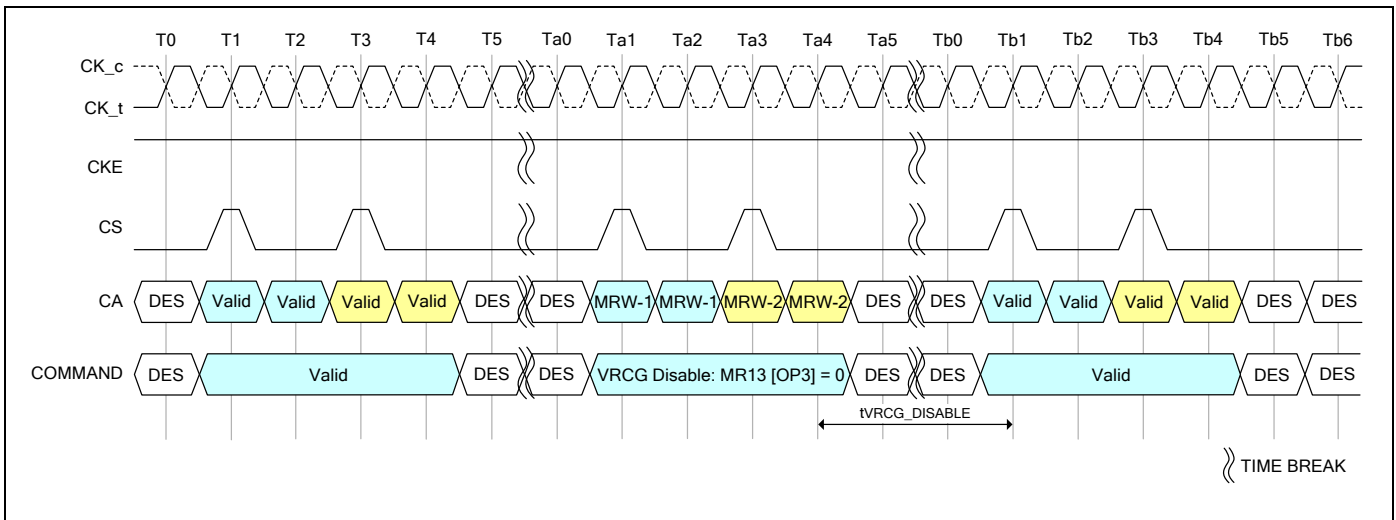 T0 T1 T2 T3 T4 T5 Ta0 Ta1 Ta2 Ta3 Ta4 Ta5 Tb0 Tb1 Tb2 Tb3 Tb4 Tb5 Tb6
CK_c
CK_t
CKE
CS
CA DES Valid Valid Valid Valid DES DES MRW-1 MRW-1 MRW-2 MRW-2 DES DES Valid Valid Valid Valid DES DES
COMMAND DES Valid DES DES VRCG Disable: MR13 [OP3] = 0 DES DES Valid DES DES
tVRCG_DISABLE
TIME BREAK